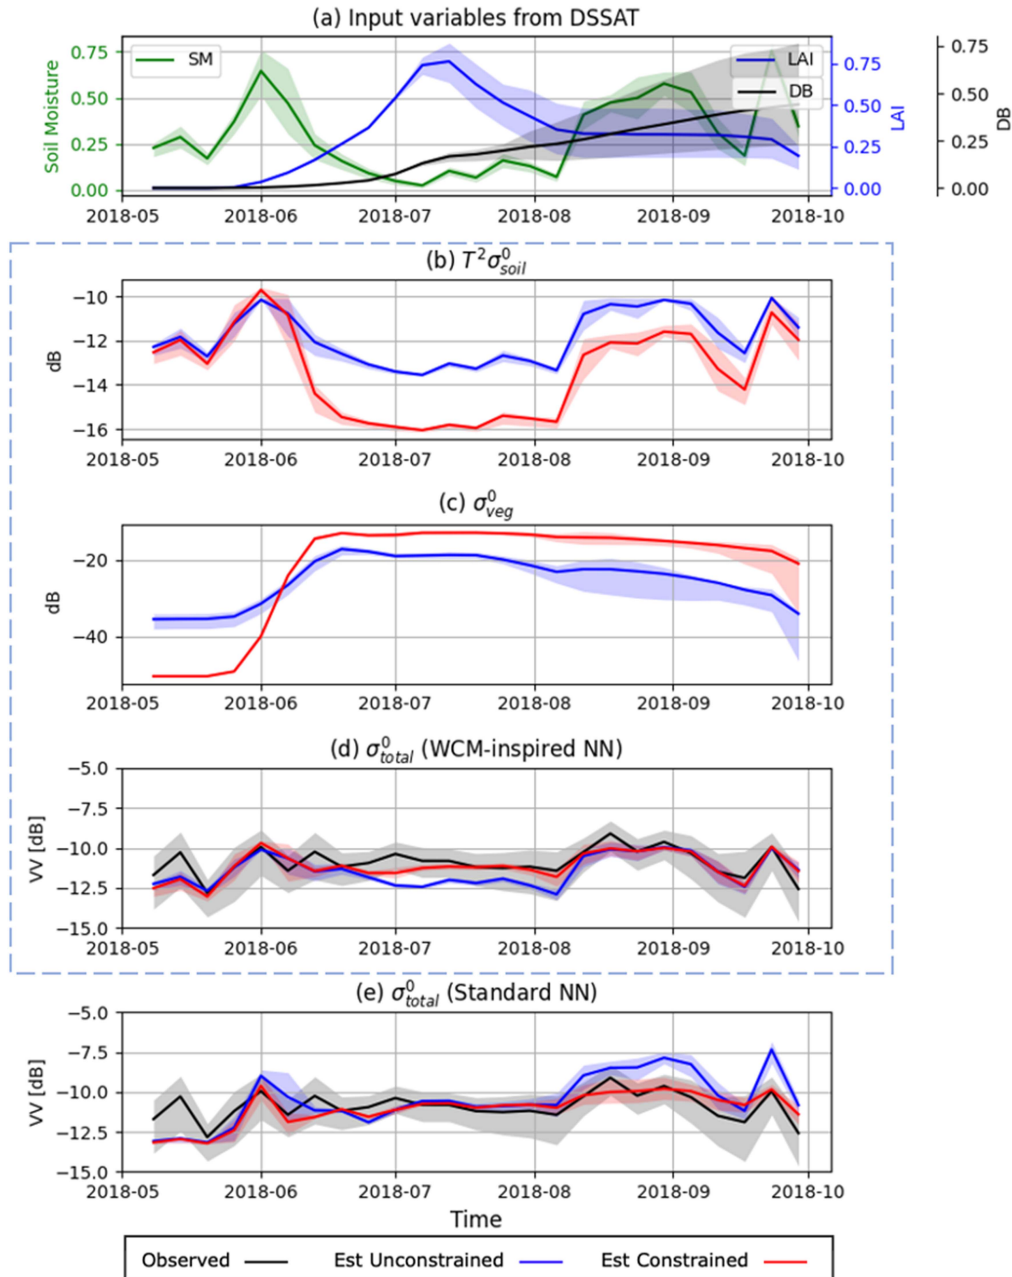 (a) Input variables from DSSAT
SM
LAI
DB
Soil Moisture
0.75
0.50
0.25
0.00
0.75
0.50
0.25
0.00
LAI
0.75
0.50
0.25
0.00
DB
2018-05 2018-06 2018-07 2018-08 2018-09 2018-10
(b) T²σ⁰soil
dB
−10
−12
−14
−16
2018-05 2018-06 2018-07 2018-08 2018-09 2018-10
(c) σ⁰veg
dB
−20
−40
2018-05 2018-06 2018-07 2018-08 2018-09 2018-10
(d) σ⁰total (WCM-inspired NN)
VV [dB]
−5.0
−7.5
−10.0
−12.5
−15.0
2018-05 2018-06 2018-07 2018-08 2018-09 2018-10
(e) σ⁰total (Standard NN)
VV [dB]
−5.0
−7.5
−10.0
−12.5
−15.0
2018-05 2018-06 2018-07 2018-08 2018-09 2018-10
Time
Observed Est Unconstrained Est Constrained